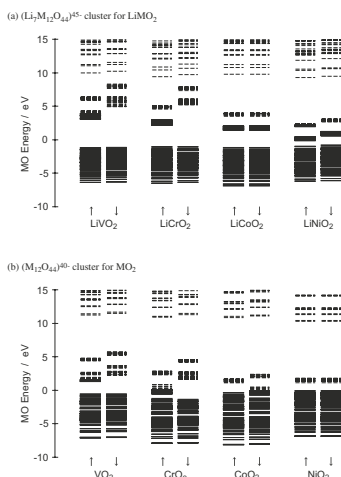 (a) (Li7M12O44)45- cluster for LiMO2
15
10
5
0
-5
-10
MO Energy / eV
↑ ↓ ↑ ↓ ↑ ↓ ↑ ↓
LiVO2 LiCrO2 LiCoO2 LiNiO2
(b) (M12O44)40- cluster for MO2
15
10
5
0
-5
-10
MO Energy / eV
↑ ↓ ↑ ↓ ↑ ↓ ↑ ↓
VO2 CrO2 CoO2 NiO2